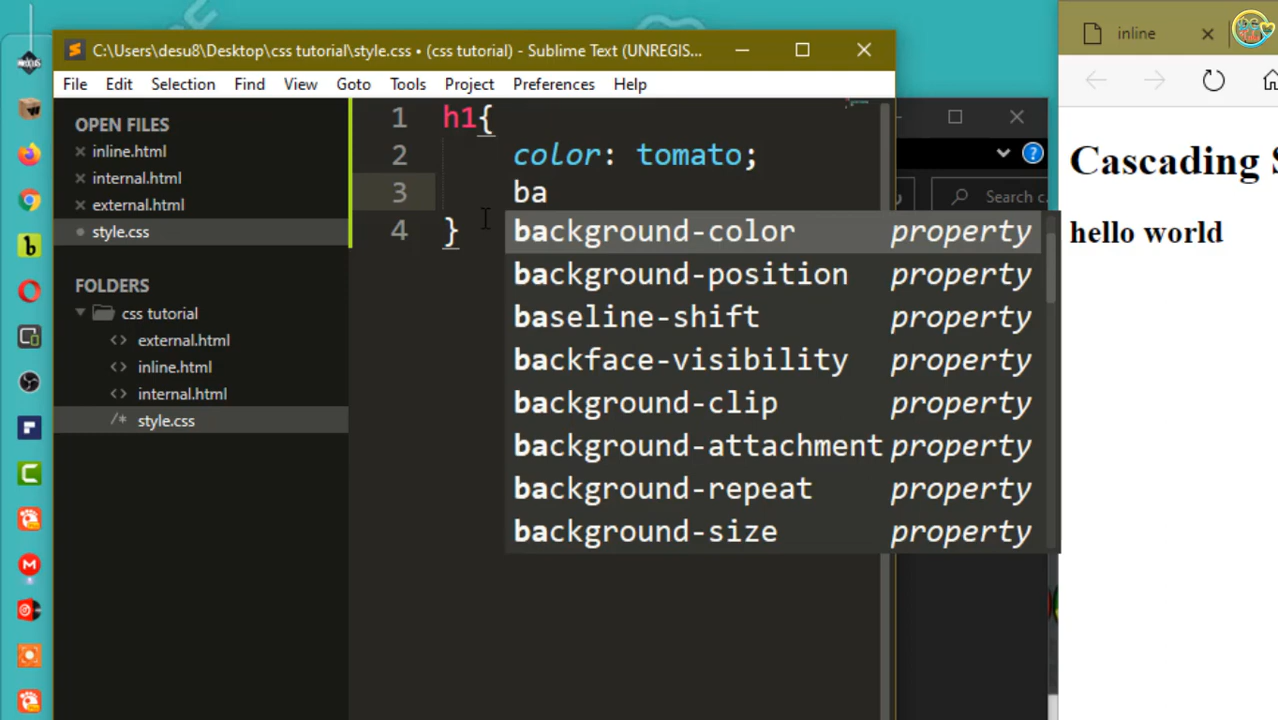 C:\Users\desu8\Desktop\css tutorial\style.css • (css tutorial) - Sublime Text (UNREGIS...
File Edit Selection Find View Goto Tools Project Preferences Help
OPEN FILES
inline.html
internal.html
external.html
style.css
FOLDERS
css tutorial
<> external.html
<> inline.html
<> internal.html
/* style.css
1 h1{
2 color: tomato;
3 ba
4 }
background-color property
background-position property
baseline-shift property
backface-visibility property
background-clip property
background-attachment property
background-repeat property
background-size property
Search c
inline
Cascading S
hello world